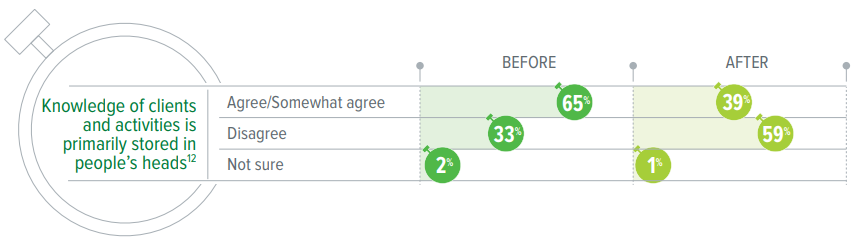 BEFORE AFTER
Knowledge of clients
and activities is
primarily stored in
people's heads12
Agree/Somewhat agree 65% 39%
Disagree 33% 59%
Not sure 2% 1%